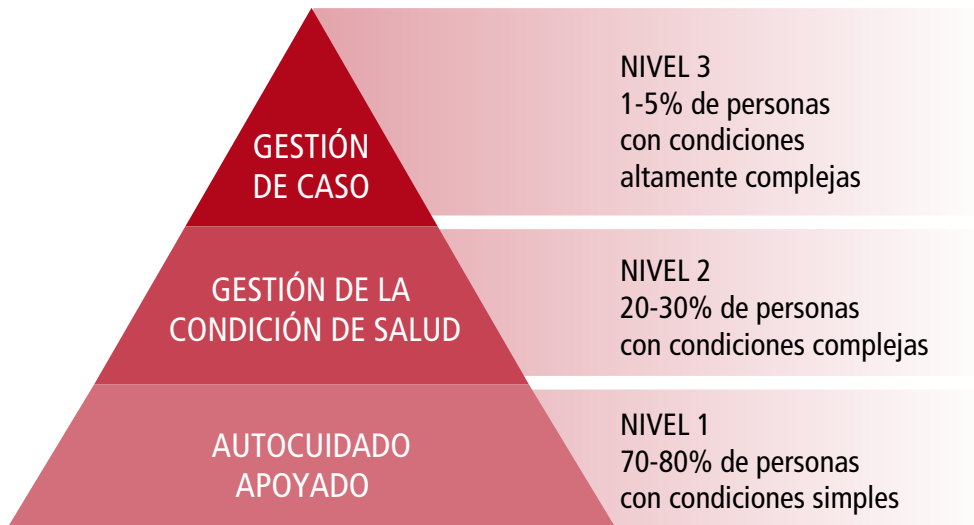 GESTIÓN
DE CASO
NIVEL 3
1-5% de personas
con condiciones
altamente complejas
GESTIÓN DE LA
CONDICIÓN DE SALUD
NIVEL 2
20-30% de personas
con condiciones complejas
AUTOCUIDADO
APOYADO
NIVEL 1
70-80% de personas
con condiciones simples